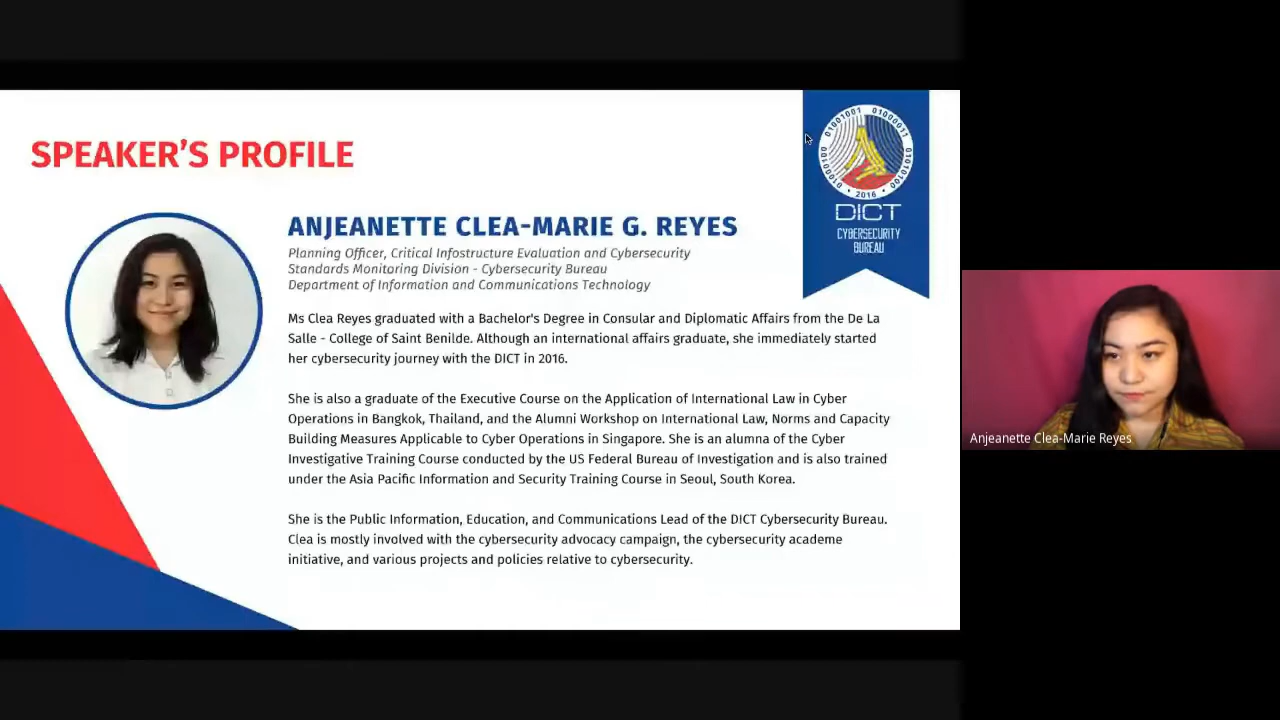 SPEAKER'S PROFILE
ANJEANETTE CLEA-MARIE G. REYES
Planning Officer, Critical Infostructure Evaluation and Cybersecurity
Standards Monitoring Division - Cybersecurity Bureau
Department of Information and Communications Technology
Ms Clea Reyes graduated with a Bachelor's Degree in Consular and Diplomatic Affairs from the De La
Salle - College of Saint Benilde. Although an international affairs graduate, she immediately started
her cybersecurity journey with the DICT in 2016.
She is also a graduate of the Executive Course on the Application of International Law in Cyber
Operations in Bangkok, Thailand, and the Alumni Workshop on International Law, Norms and Capacity
Building Measures Applicable to Cyber Operations in Singapore. She is an alumna of the Cyber
Investigative Training Course conducted by the US Federal Bureau of Investigation and is also trained
under the Asia Pacific Information and Security Training Course in Seoul, South Korea.
She is the Public Information, Education, and Communications Lead of the DICT Cybersecurity Bureau.
Clea is mostly involved with the cybersecurity advocacy campaign, the cybersecurity academe
initiative, and various projects and policies relative to cybersecurity.
01001001 01000011
01010100
2016
DICT
CYBERSECURITY
BUREAU
Anjeanette Clea-Marie Reyes